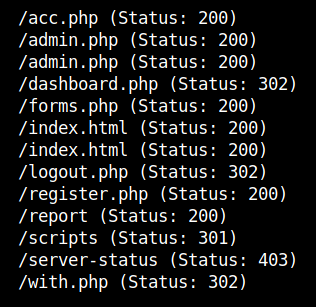 /acc.php (Status: 200)
/admin.php (Status: 200)
/admin.php (Status: 200)
/dashboard.php (Status: 302)
/forms.php (Status: 200)
/index.html (Status: 200)
/index.html (Status: 200)
/logout.php (Status: 302)
/register.php (Status: 200)
/report (Status: 200)
/scripts (Status: 301)
/server-status (Status: 403)
/with.php (Status: 302)